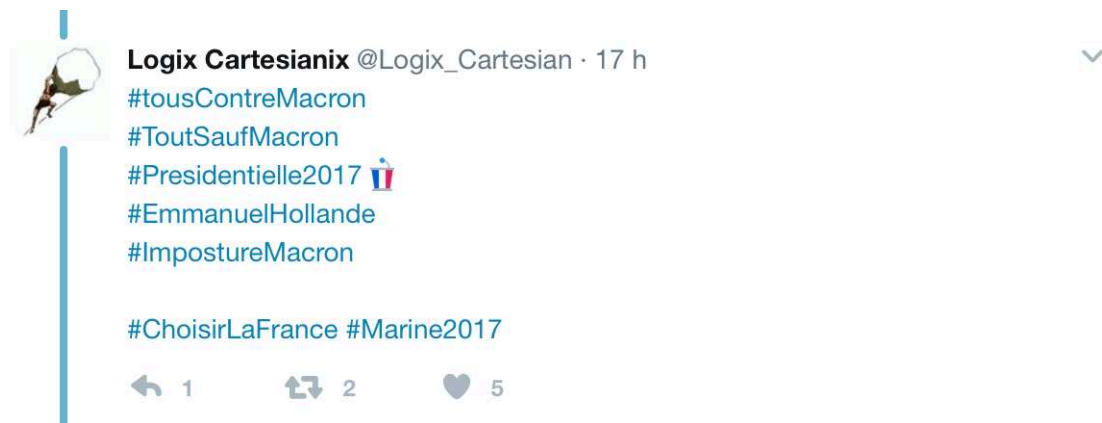 Logix Cartesianix @Logix_Cartesian · 17 h
#tousContreMacron
#ToutSaufMacron
#Presidentielle2017
#EmmanuelHollande
#ImpostureMacron
#ChoisirLaFrance #Marine2017
1 2 5